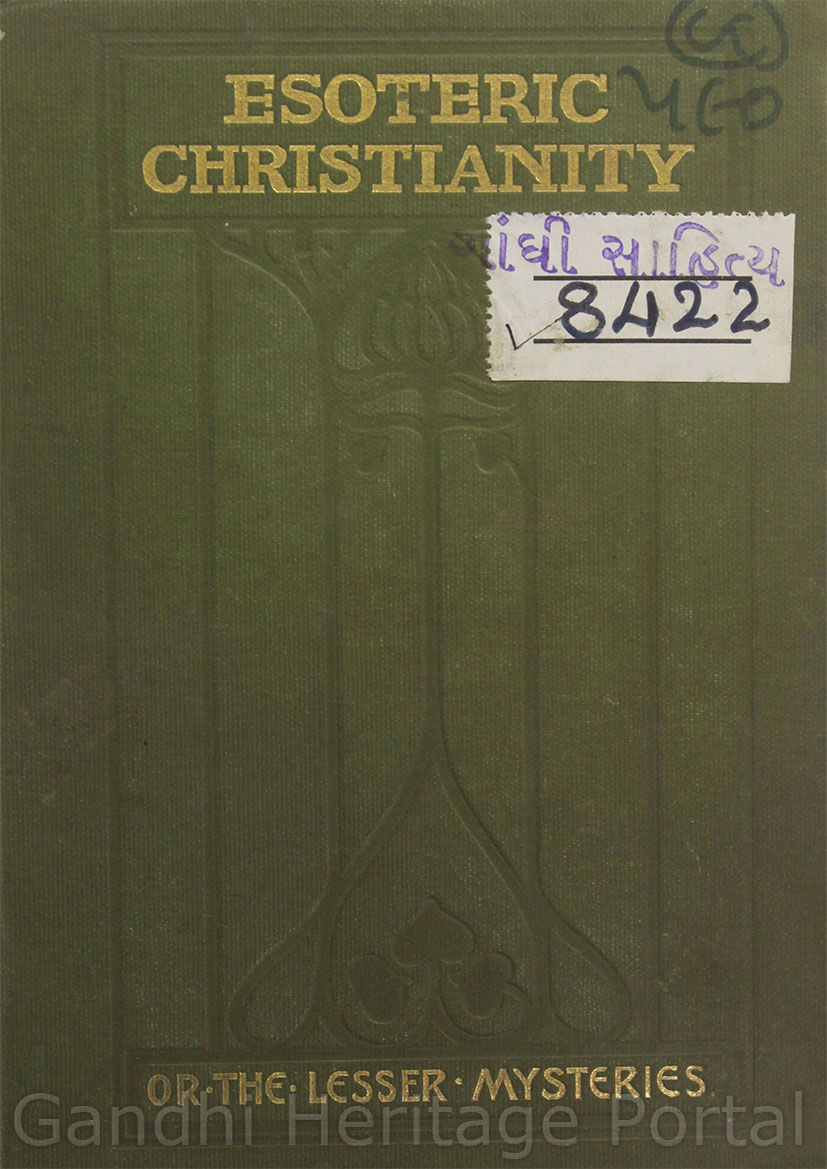 ESOTERIC
CHRISTIANITY
ગાંધી સાહિત્ય
8422
OR·THE·LESSER·MYSTERIES
Gandhi Heritage Portal